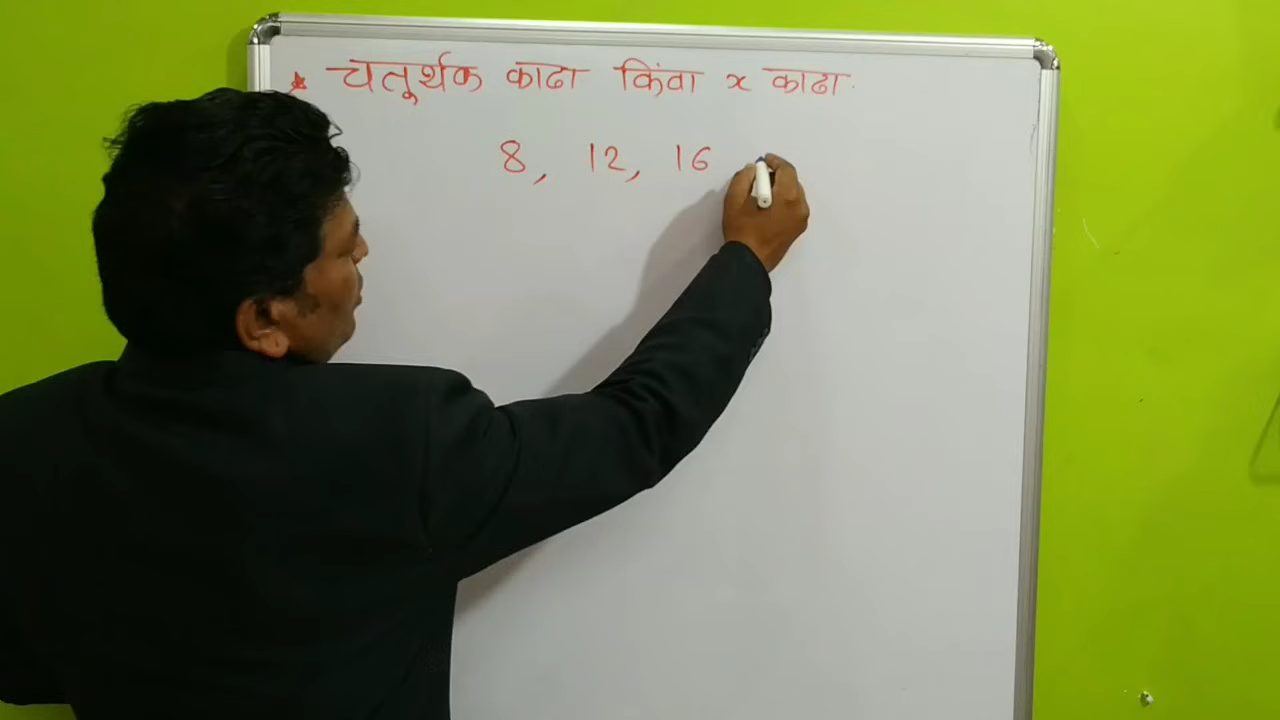 * चतुर्थक काढा किंवा x काढा.
8, 12, 16